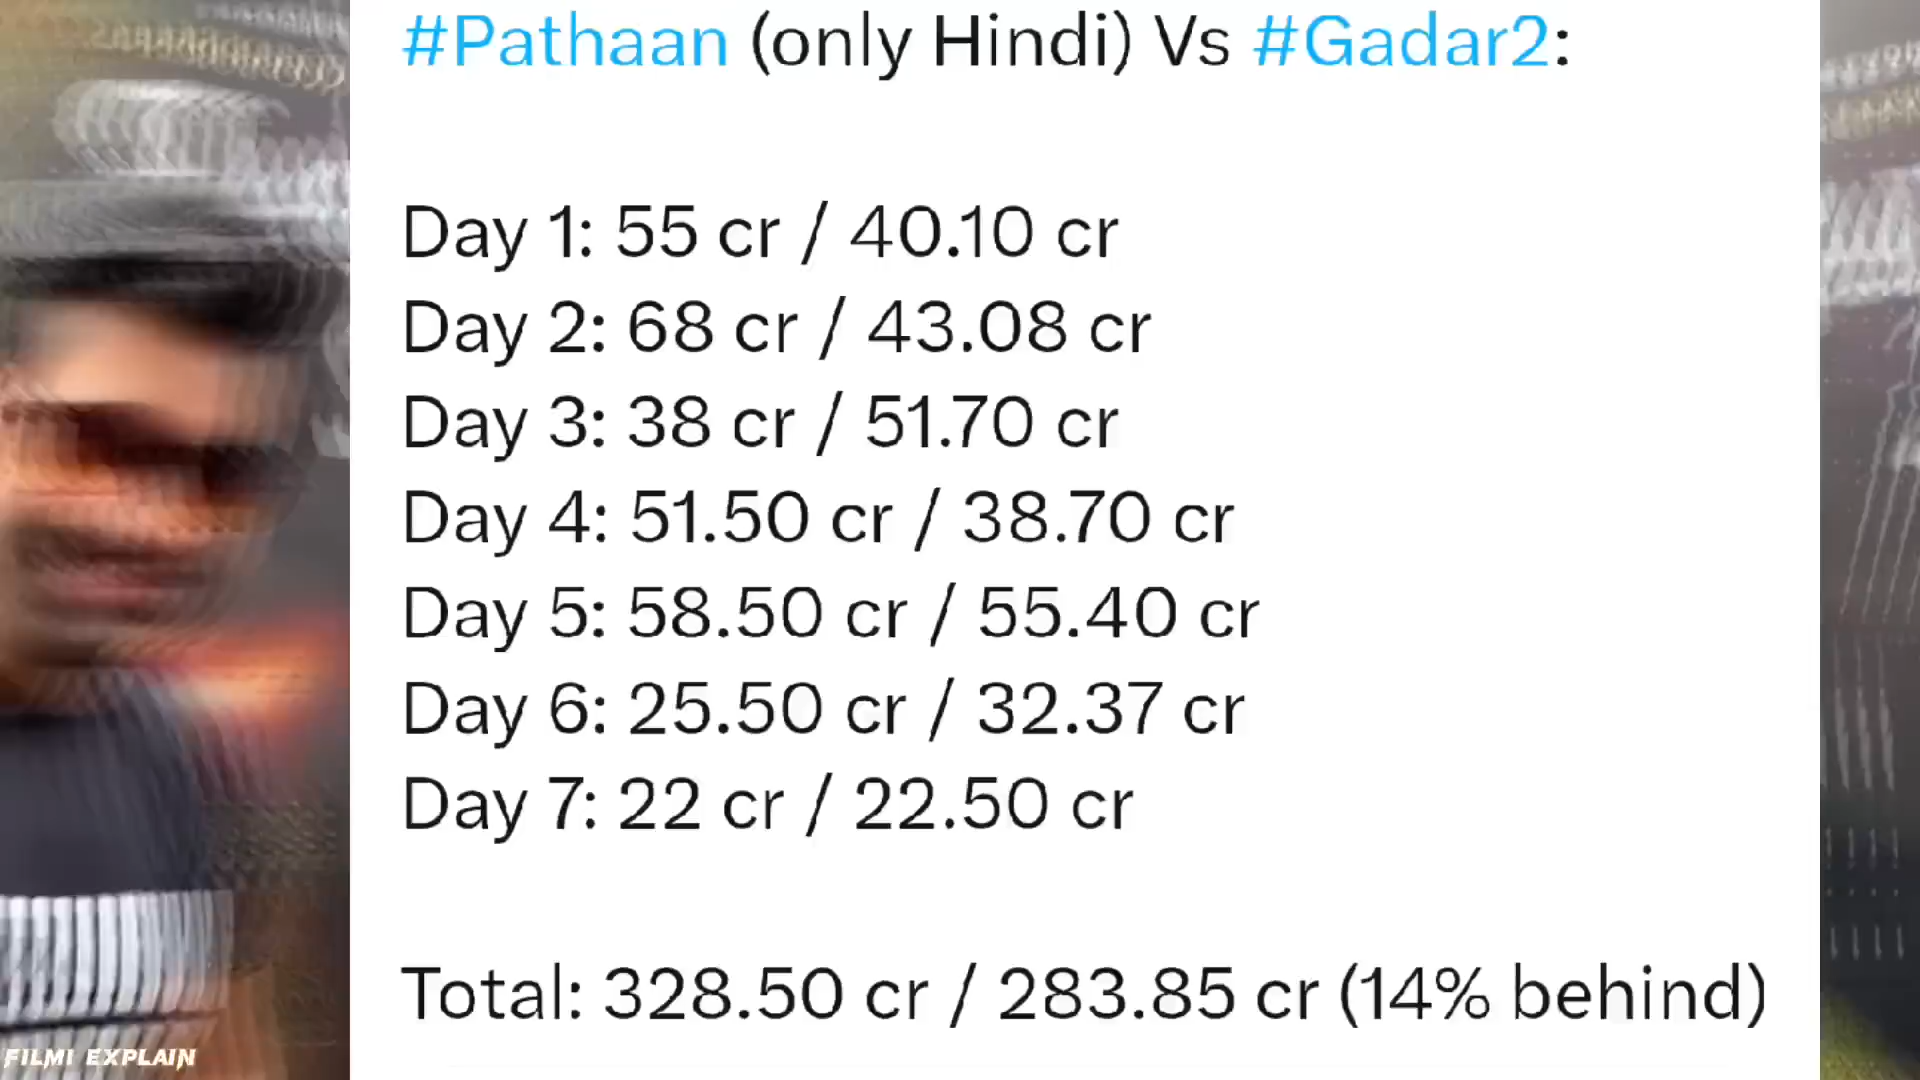 #Pathaan (only Hindi) Vs #Gadar2:
Day 1: 55 cr / 40.10 cr
Day 2: 68 cr / 43.08 cr
Day 3: 38 cr / 51.70 cr
Day 4: 51.50 cr / 38.70 cr
Day 5: 58.50 cr / 55.40 cr
Day 6: 25.50 cr / 32.37 cr
Day 7: 22 cr / 22.50 cr
Total: 328.50 cr / 283.85 cr (14% behind)
FILMI EXPLAIN